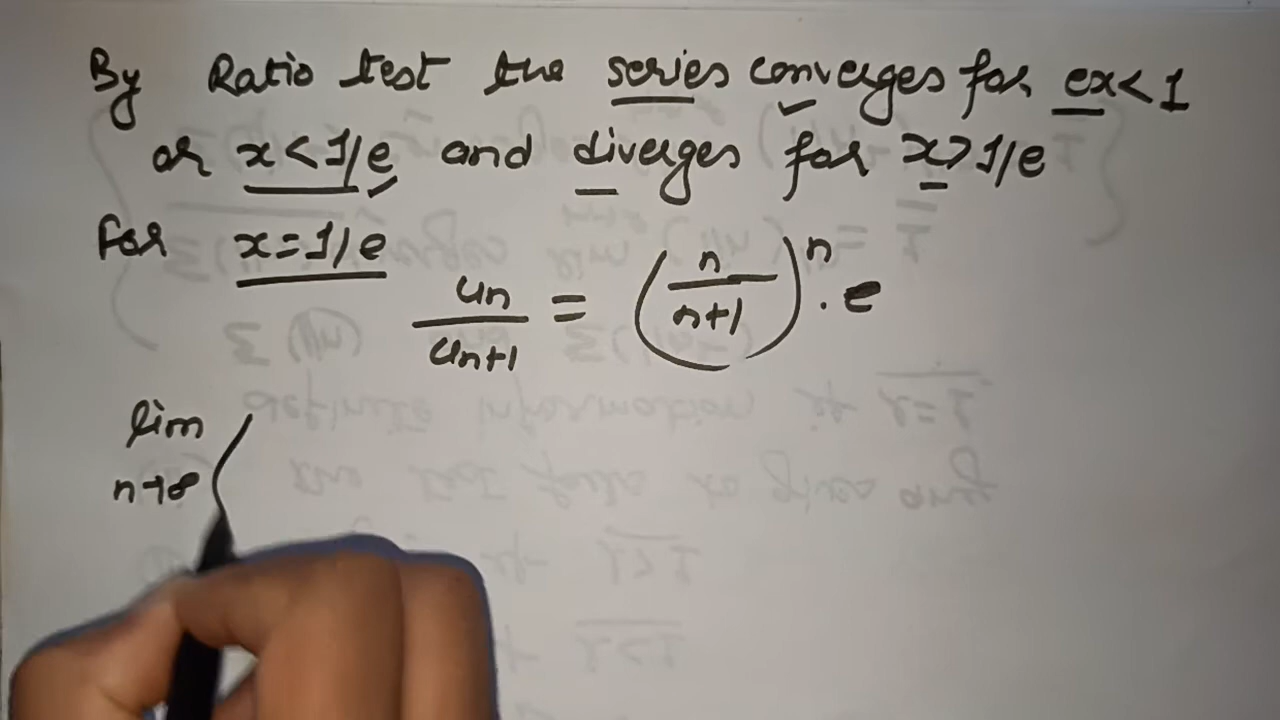 By Ratio test the series converges for ex<1
or x<1/e and diverges for x>1/e
For x=1/e
un/un+1 = (n/n+1)^n . e
lim n→∞ (